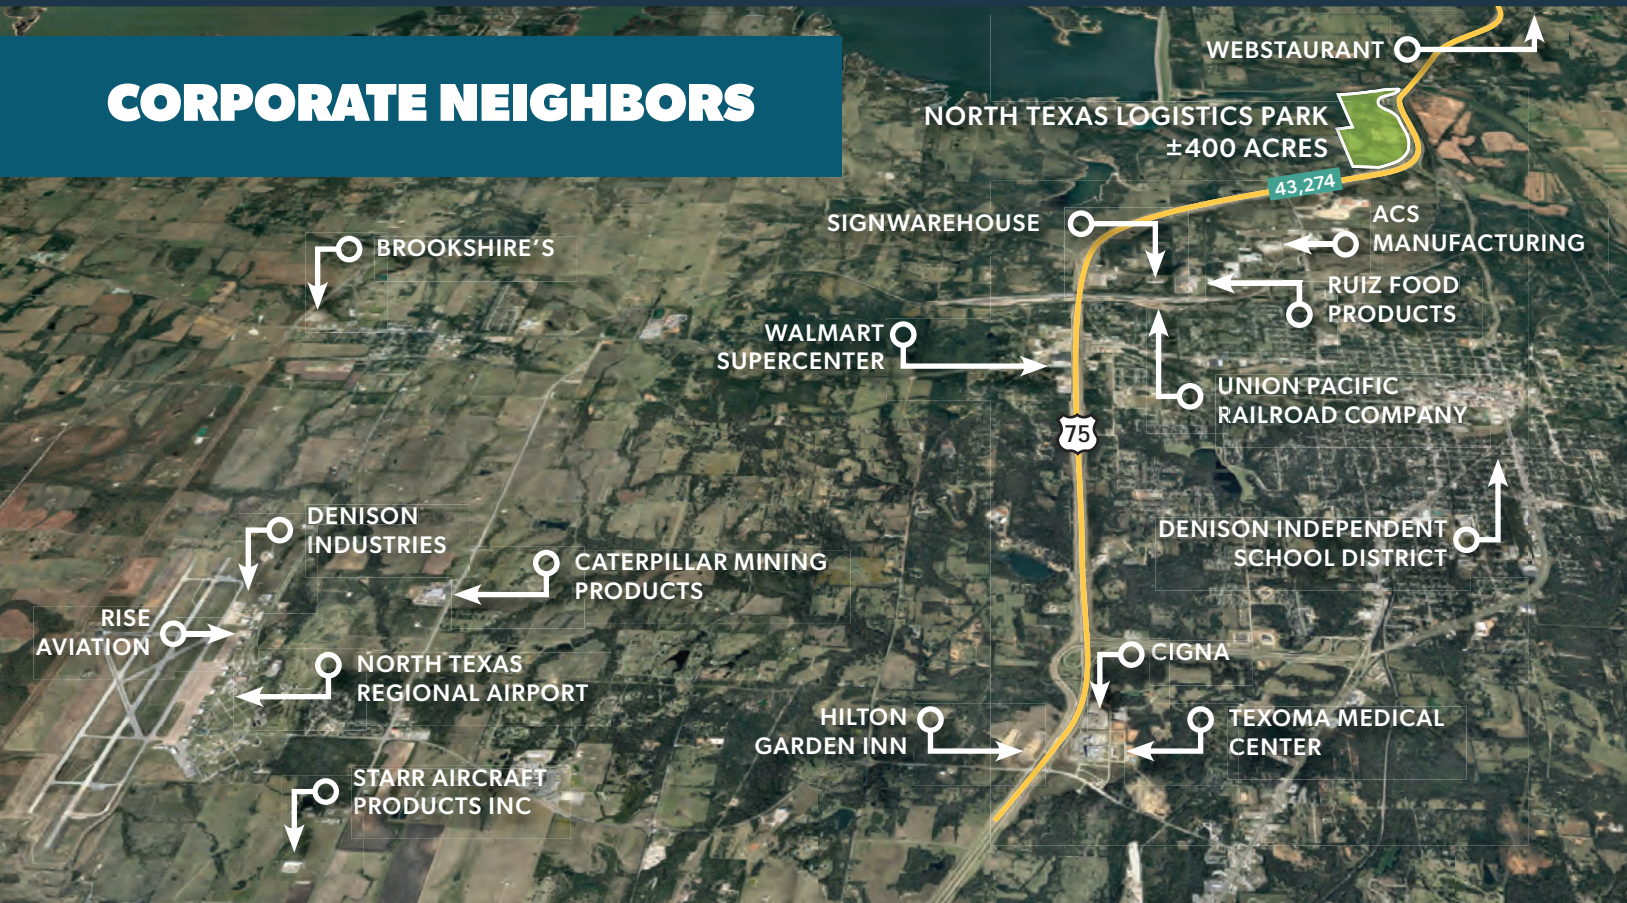 CORPORATE NEIGHBORS
WEBSTAURANT
NORTH TEXAS LOGISTICS PARK
±400 ACRES
43,274
SIGNWAREHOUSE
ACS
MANUFACTURING
BROOKSHIRE'S
RUIZ FOOD
PRODUCTS
WALMART
SUPERCENTER
UNION PACIFIC
RAILROAD COMPANY
75
DENISON
INDUSTRIES
DENISON INDEPENDENT
SCHOOL DISTRICT
CATERPILLAR MINING
PRODUCTS
RISE
AVIATION
NORTH TEXAS
REGIONAL AIRPORT
CIGNA
HILTON
GARDEN INN
TEXOMA MEDICAL
CENTER
STARR AIRCRAFT
PRODUCTS INC